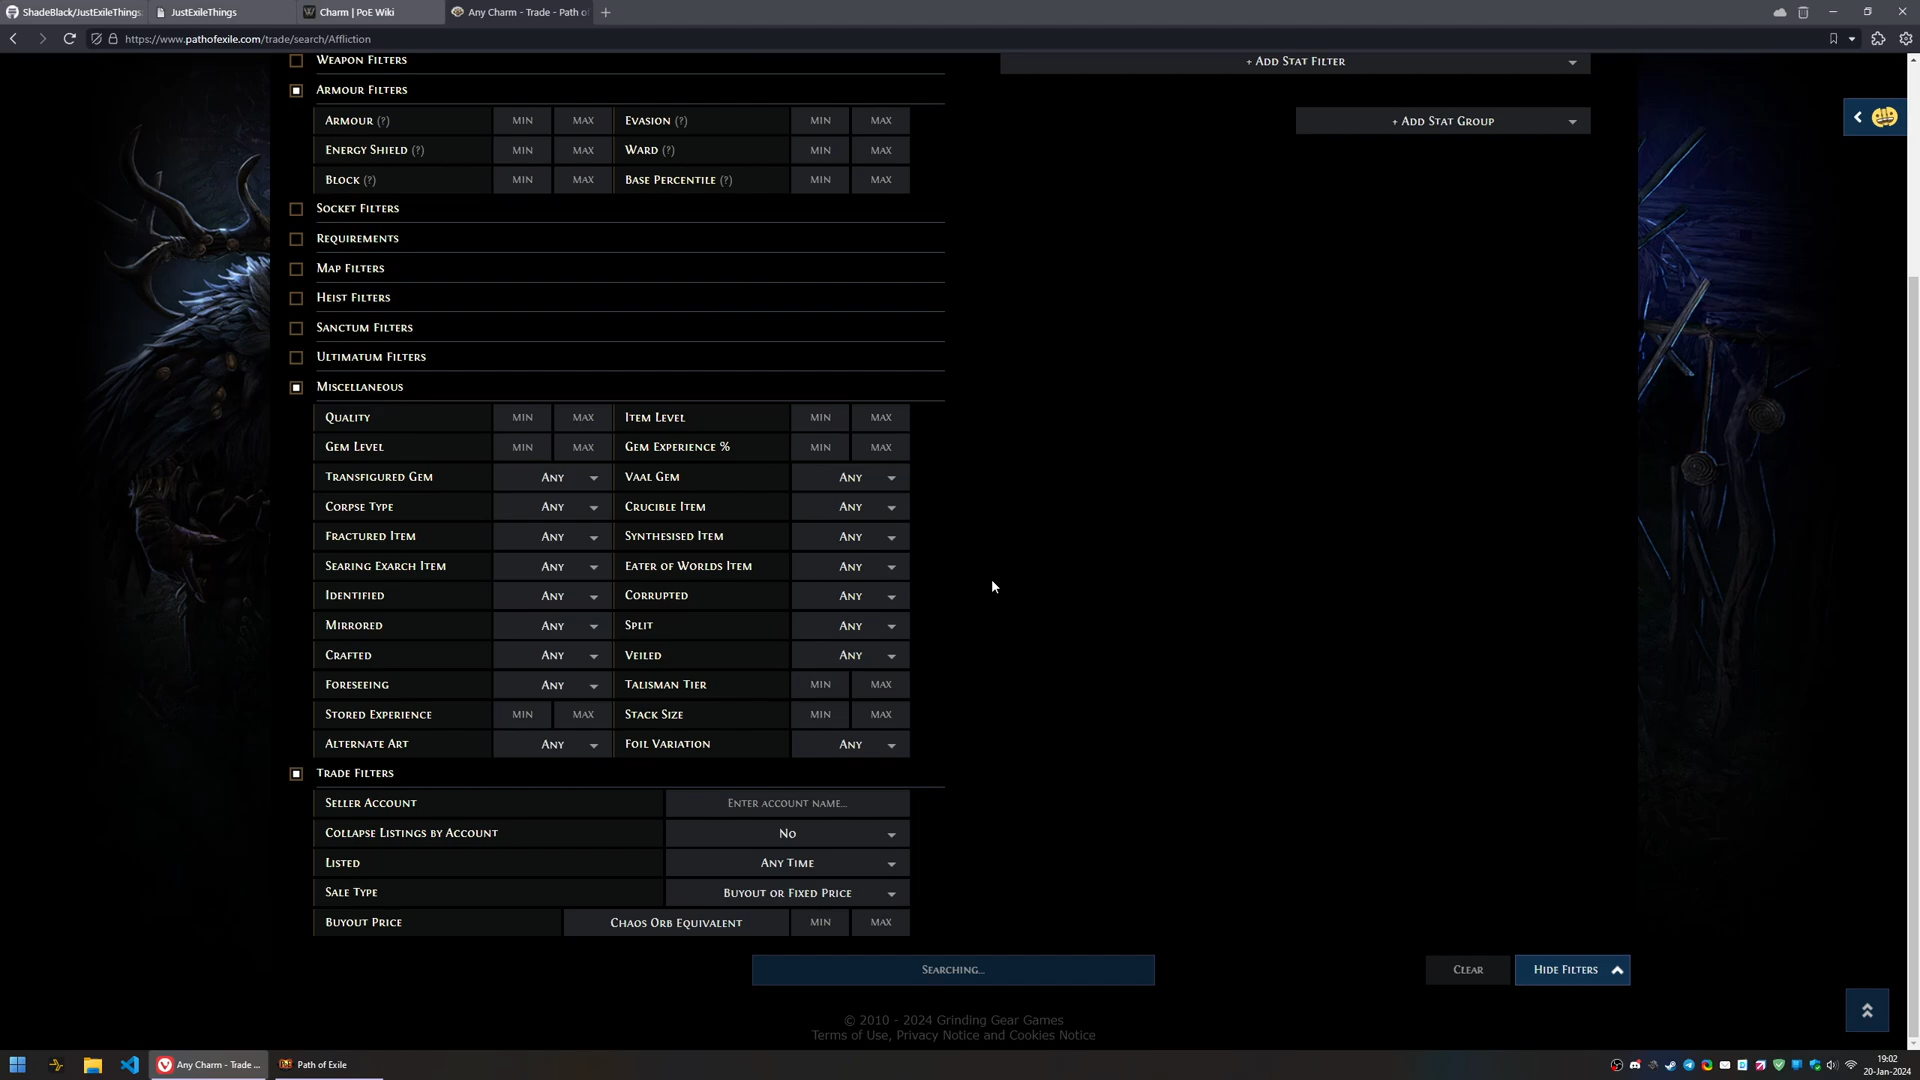 ShadeBlack/JustExileThings:
JustExileThings
Charm | PoE Wiki
Any Charm - Trade - Path o
https://www.pathofexile.com/trade/search/Affliction
Weapon Filters
+ Add Stat Filter
Armour Filters
Armour (?) MIN MAX Evasion (?) MIN MAX
+ Add Stat Group
Energy Shield (?) MIN MAX Ward (?) MIN MAX
Block (?) MIN MAX Base Percentile (?) MIN MAX
Socket Filters
Requirements
Map Filters
Heist Filters
Sanctum Filters
Ultimatum Filters
Miscellaneous
Quality MIN MAX Item Level MIN MAX
Gem Level MIN MAX Gem Experience % MIN MAX
Transfigured Gem Any Vaal Gem Any
Corpse Type Any Crucible Item Any
Fractured Item Any Synthesised Item Any
Searing Exarch Item Any Eater of Worlds Item Any
Identified Any Corrupted Any
Mirrored Any Split Any
Crafted Any Veiled Any
Foreseeing Any Talisman Tier MIN MAX
Stored Experience MIN MAX Stack Size MIN MAX
Alternate Art Any Foil Variation Any
Trade Filters
Seller Account Enter account name...
Collapse Listings by Account No
Listed Any Time
Sale Type Buyout or Fixed Price
Buyout Price Chaos Orb Equivalent MIN MAX
Searching... Clear Hide Filters
© 2010 - 2024 Grinding Gear Games
Terms of Use, Privacy Notice and Cookies Notice
Any Charm - Trade ...
Path of Exile
19:02
20-Jan-2024